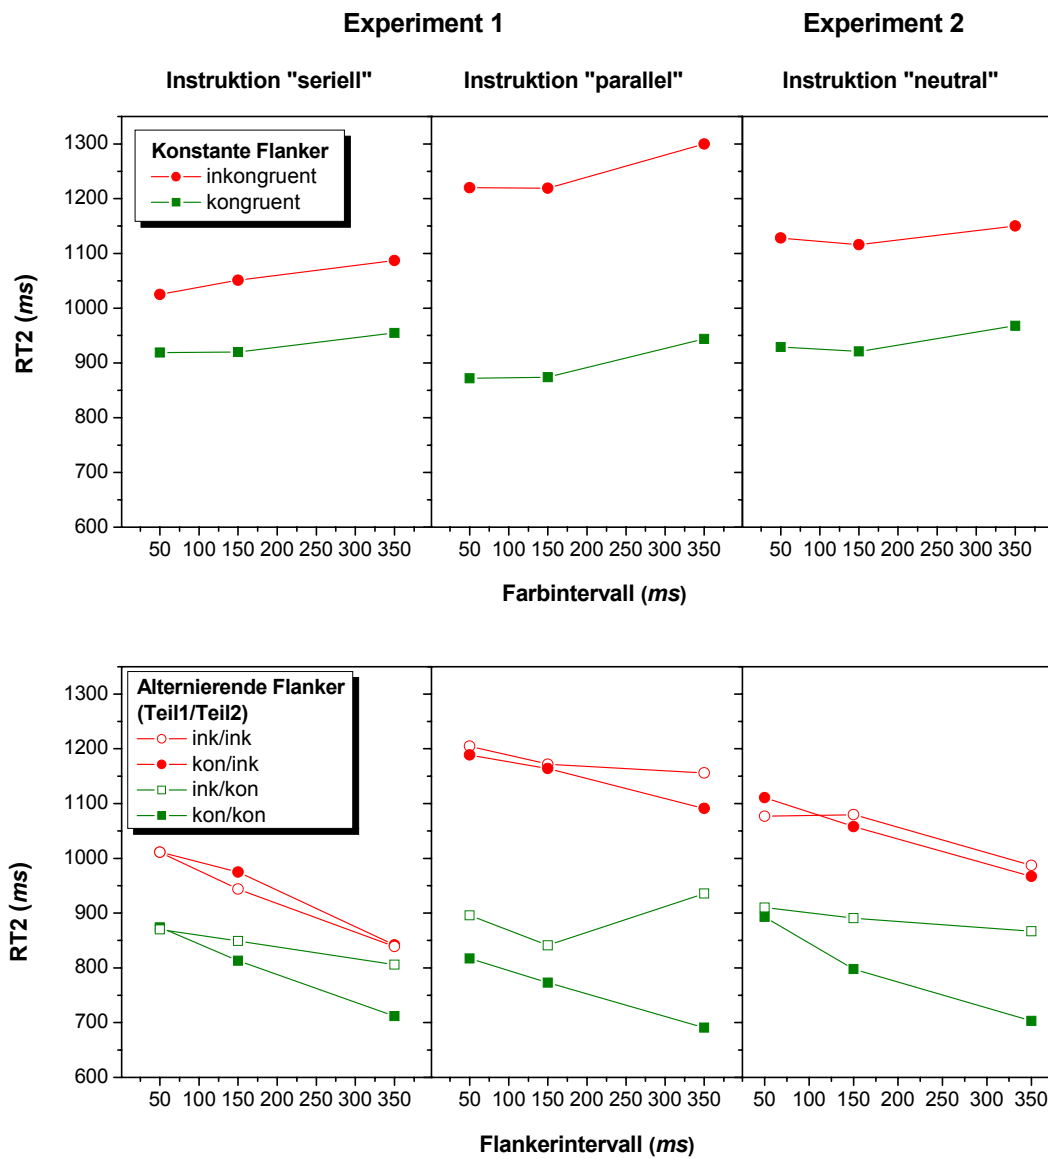 Experiment 1 Experiment 2
Instruktion "seriell" Instruktion "parallel" Instruktion "neutral"
Konstante Flanker
inkongruent
kongruent
1300
1200
1100
1000
900
800
700
600
RT2 (ms)
50 100 150 200 250 300 350 50 100 150 200 250 300 350 50 100 150 200 250 300 350
Farbintervall (ms)
Alternierende Flanker
(Teil1/Teil2)
ink/ink
kon/ink
ink/kon
kon/kon
1300
1200
1100
1000
900
800
700
600
RT2 (ms)
50 100 150 200 250 300 350 50 100 150 200 250 300 350 50 100 150 200 250 300 350
Flankerintervall (ms)